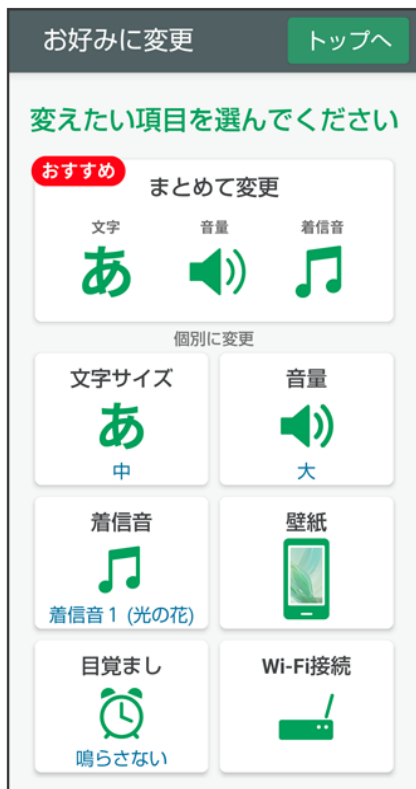 お好みに変更
トップへ
変えたい項目を選んでください
おすすめ
まとめて変更
文字 音量 着信音
あ
個別に変更
文字サイズ
あ
中
音量
大
着信音
着信音1 (光の花)
壁紙
目覚まし
鳴らさない
Wi-Fi接続